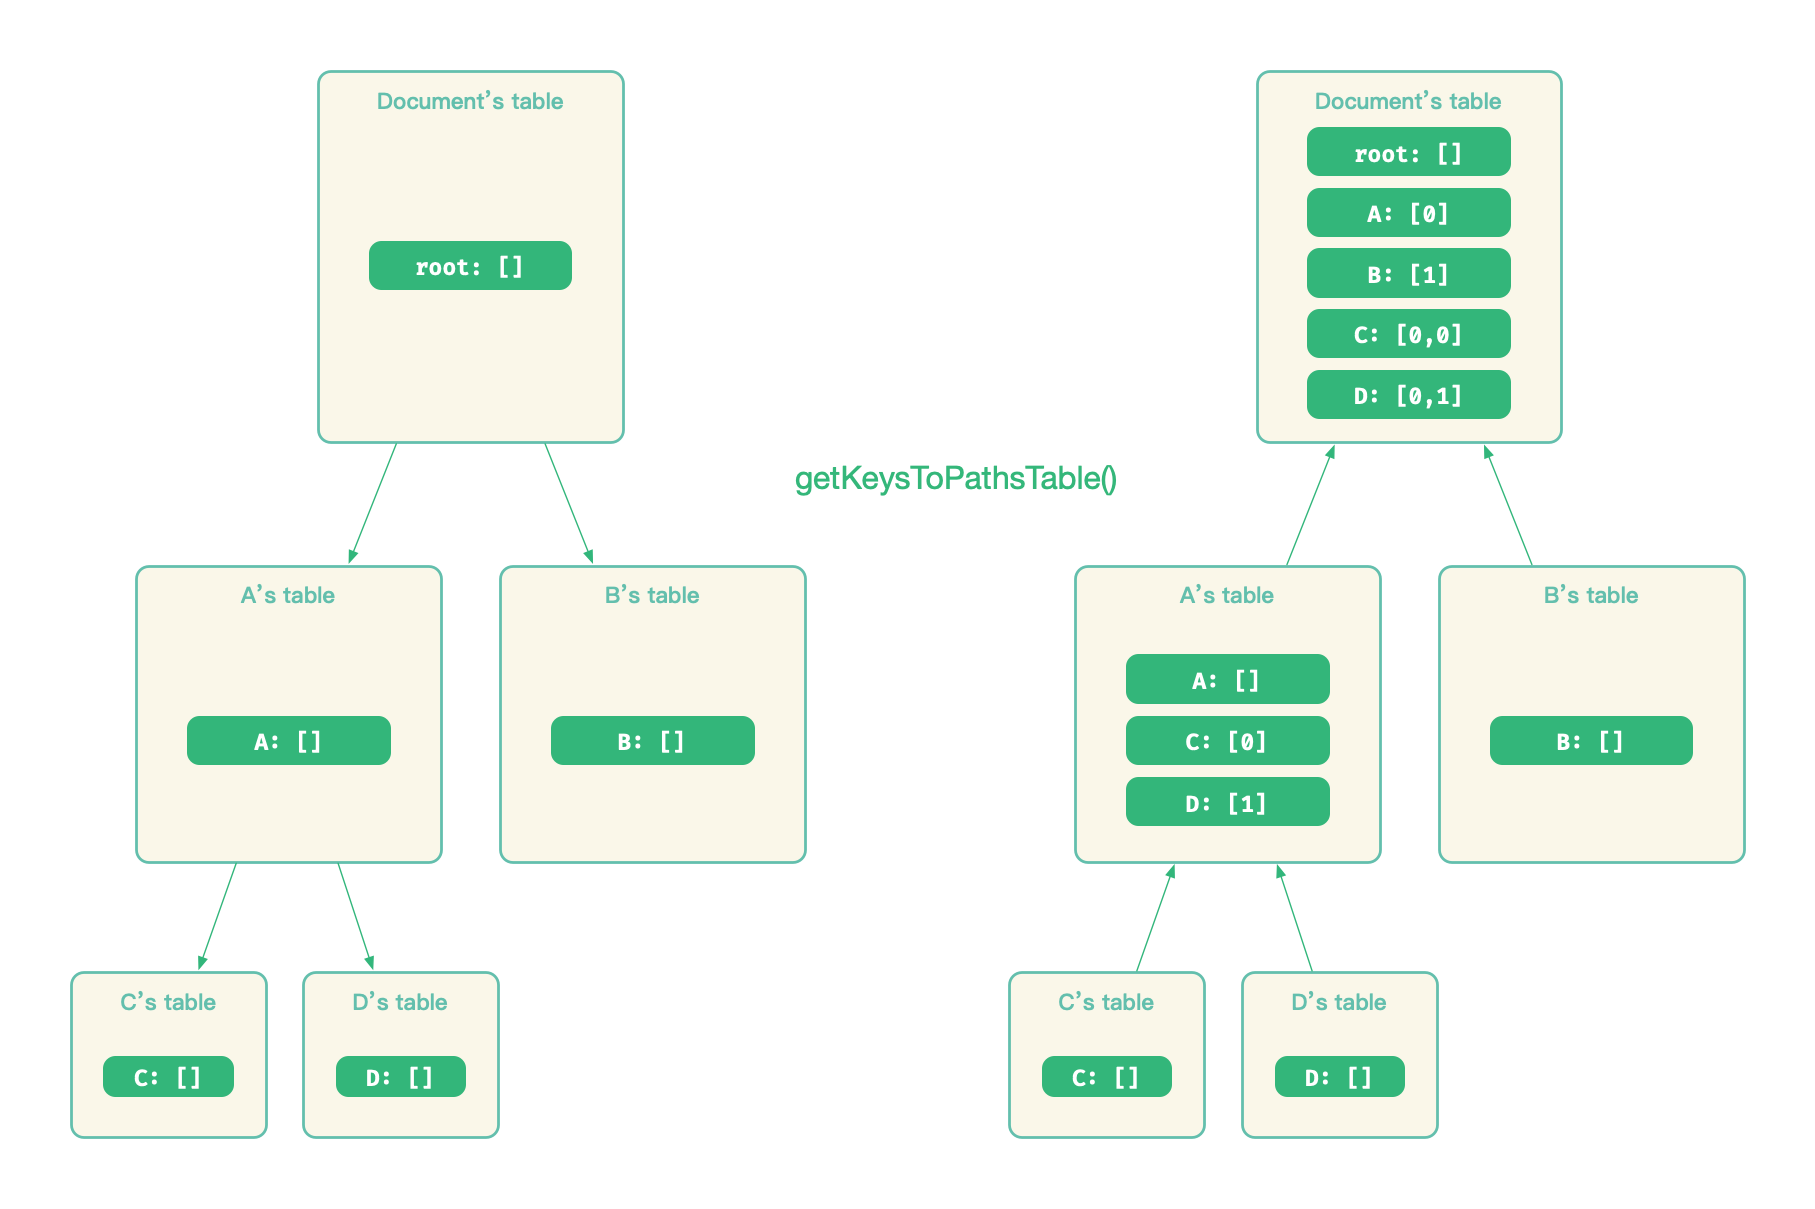 Document’s table
root: []
A’s table
A: []
B’s table
B: []
C’s table
C: []
D’s table
D: []
getKeysToPathsTable()
Document’s table
root: []
A: [0]
B: [1]
C: [0,0]
D: [0,1]
A’s table
A: []
C: [0]
D: [1]
B’s table
B: []
C’s table
C: []
D’s table
D: []